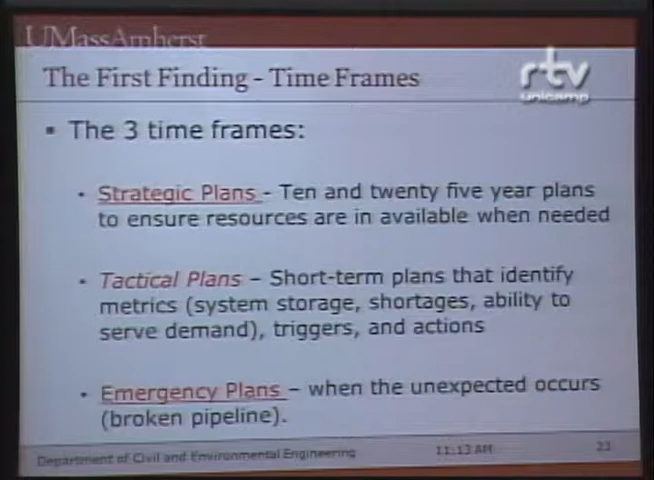 UMassAmherst
The First Finding - Time Frames
rtv
unicamp
▪ The 3 time frames:
• Strategic Plans - Ten and twenty five year plans
to ensure resources are in available when needed
• Tactical Plans – Short-term plans that identify
metrics (system storage, shortages, ability to
serve demand), triggers, and actions
• Emergency Plans – when the unexpected occurs
(broken pipeline).
Department of Civil and Environmental Engineering 11:13 AM